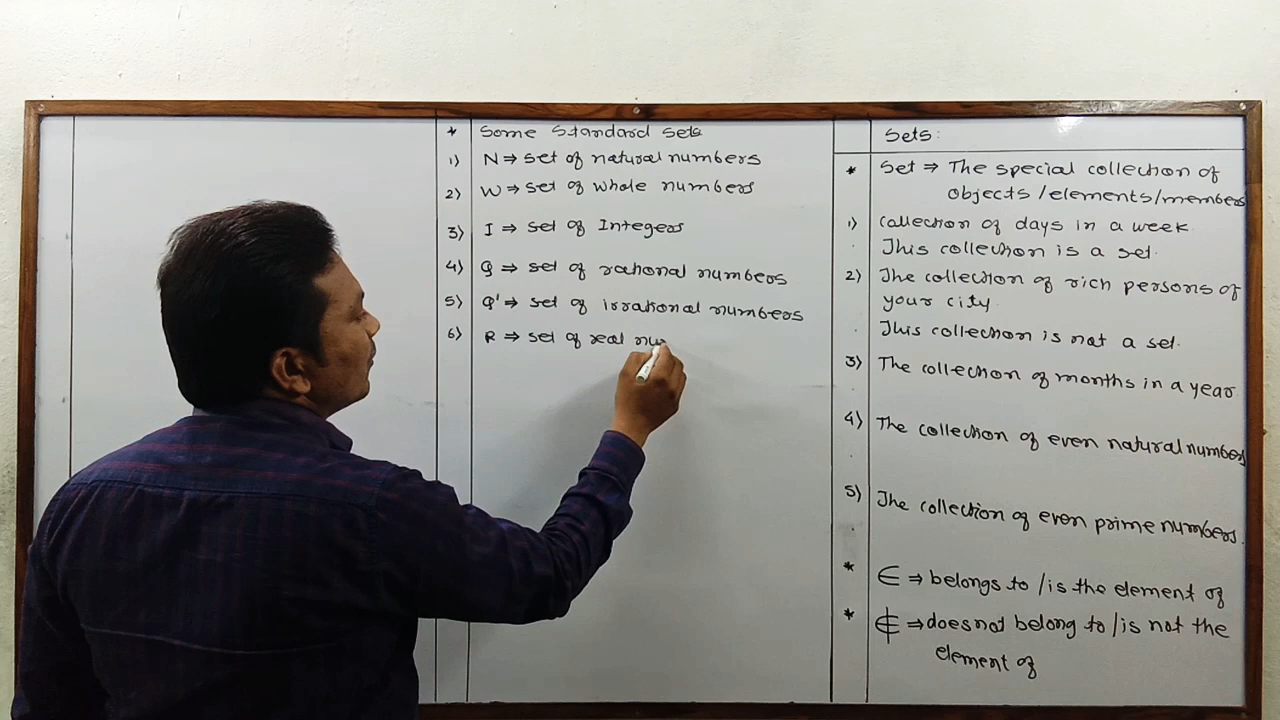 * Some Standard Sets
1) N ⇒ set of natural numbers
2) W ⇒ set of whole numbers
3) I ⇒ set of Integers
4) Q ⇒ set of rational numbers
5) Q' ⇒ set of irrational numbers
6) R ⇒ set of real nu
Sets:
* Set ⇒ The special collection of
objects/elements/members
1) Collection of days in a week.
This collection is a set.
2) The collection of rich persons of
your city.
This collection is not a set.
3) The collection of months in a year.
4) The collection of even natural numbers
5) The collection of even prime numbers.
* ∈ ⇒ belongs to / is the element of
* ∉ ⇒ does not belong to / is not the
element of